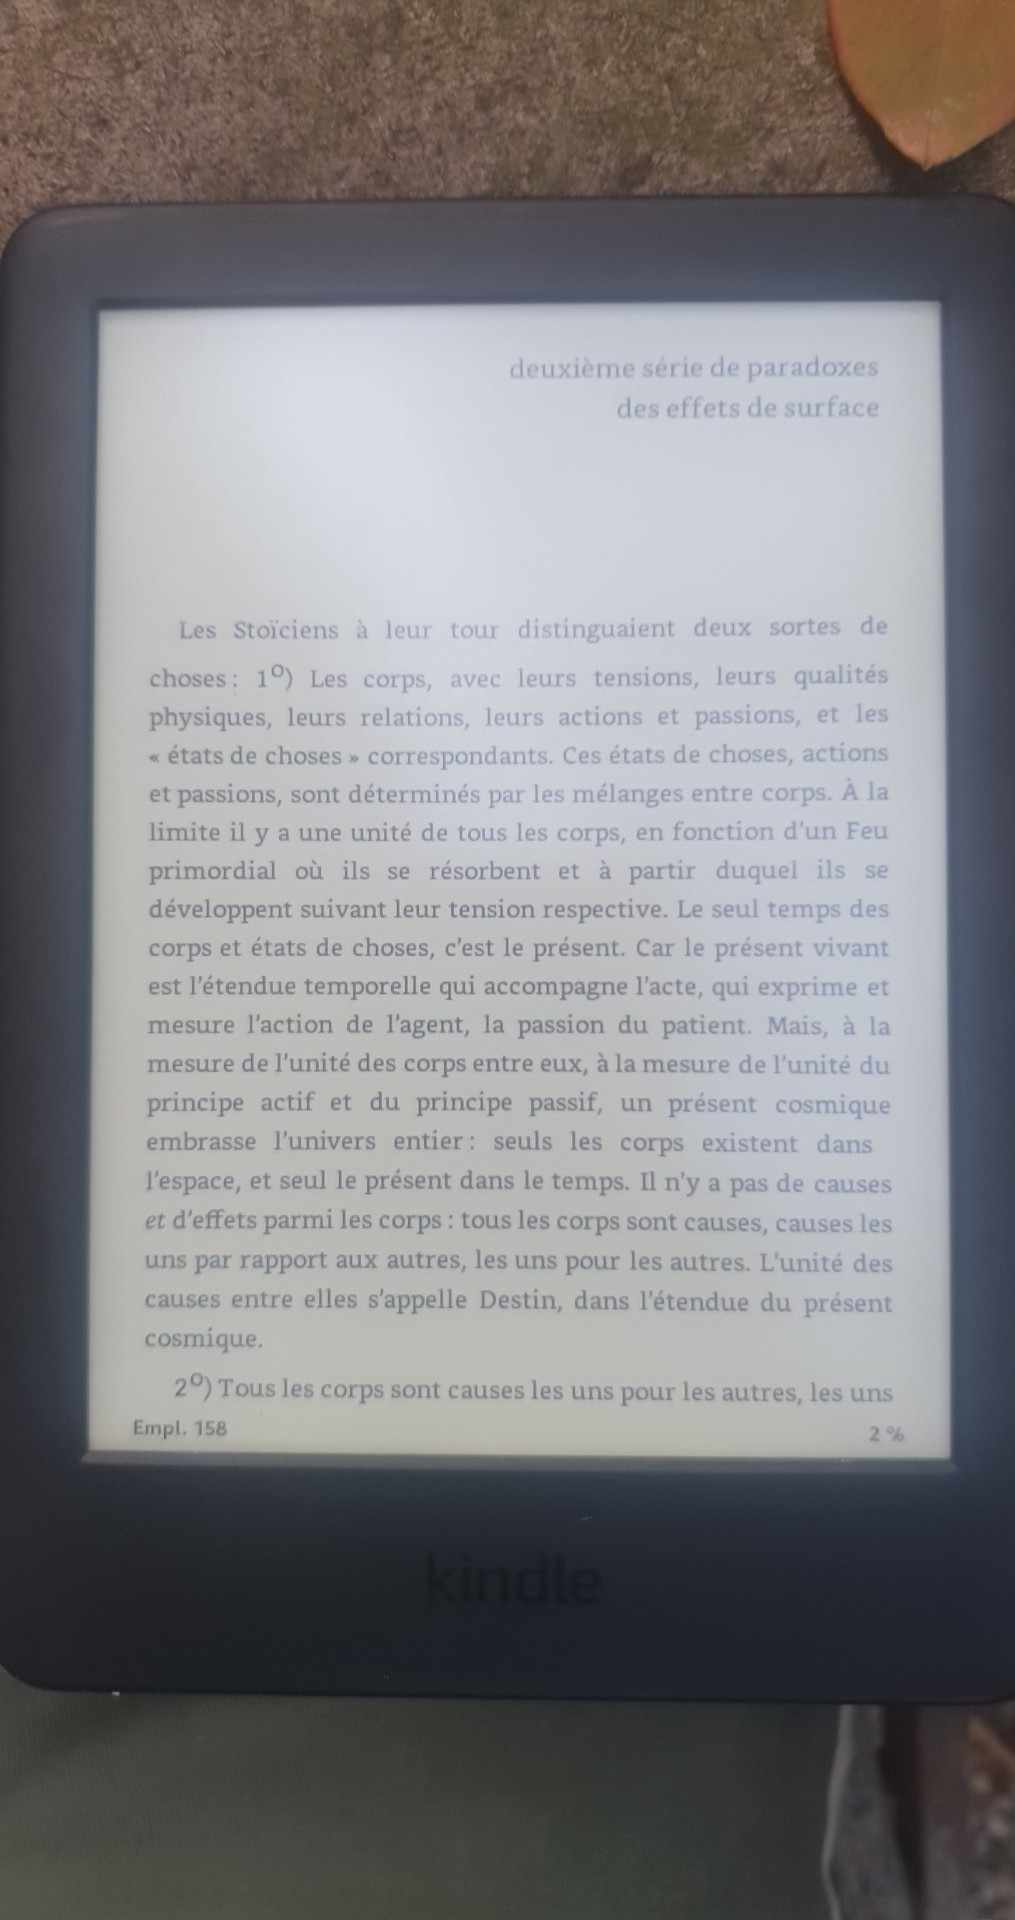 deuxième série de paradoxes
des effets de surface
Les Stoïciens à leur tour distinguaient deux sortes de
choses : 1º) Les corps, avec leurs tensions, leurs qualités
physiques, leurs relations, leurs actions et passions, et les
« états de choses » correspondants. Ces états de choses, actions
et passions, sont déterminés par les mélanges entre corps. À la
limite il y a une unité de tous les corps, en fonction d'un Feu
primordial où ils se résorbent et à partir duquel ils se
développent suivant leur tension respective. Le seul temps des
corps et états de choses, c'est le présent. Car le présent vivant
est l'étendue temporelle qui accompagne l'acte, qui exprime et
mesure l'action de l'agent, la passion du patient. Mais, à la
mesure de l'unité des corps entre eux, à la mesure de l'unité du
principe actif et du principe passif, un présent cosmique
embrasse l'univers entier : seuls les corps existent dans
l'espace, et seul le présent dans le temps. Il n'y a pas de causes
et d'effets parmi les corps : tous les corps sont causes, causes les
uns par rapport aux autres, les uns pour les autres. L'unité des
causes entre elles s'appelle Destin, dans l'étendue du présent
cosmique.
2º) Tous les corps sont causes les uns pour les autres, les uns
Empl. 158 2 %
kindle